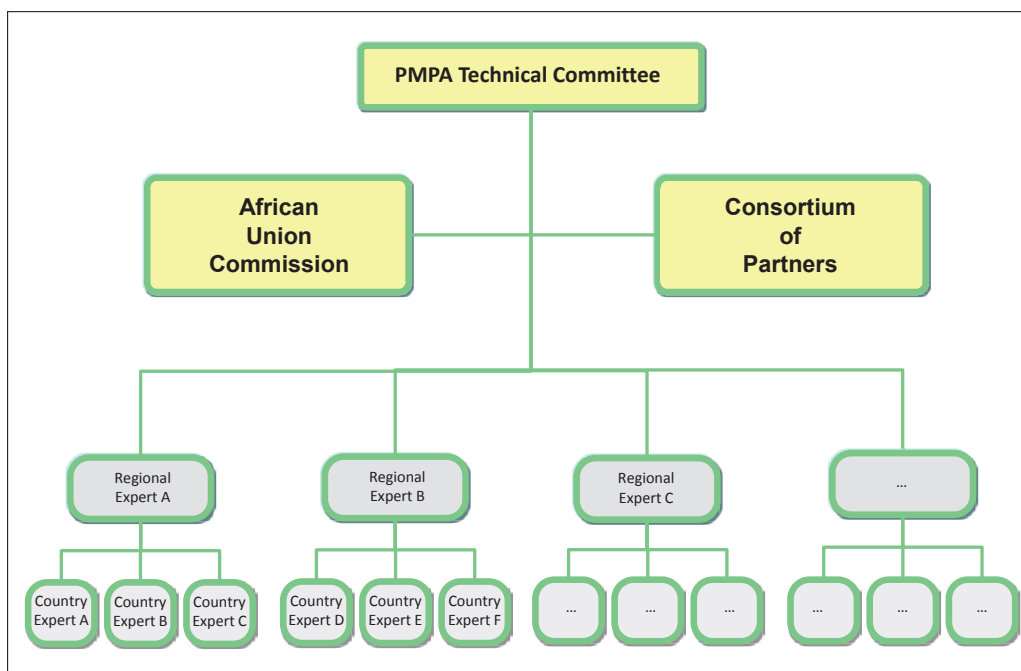 PMPA Technical Committee
African
Union
Commission
Consortium
of
Partners
Regional
Expert A
Regional
Expert B
Regional
Expert C
...
Country
Expert A
Country
Expert B
Country
Expert C
Country
Expert D
Country
Expert E
Country
Expert F
...
...
...
...
...
...